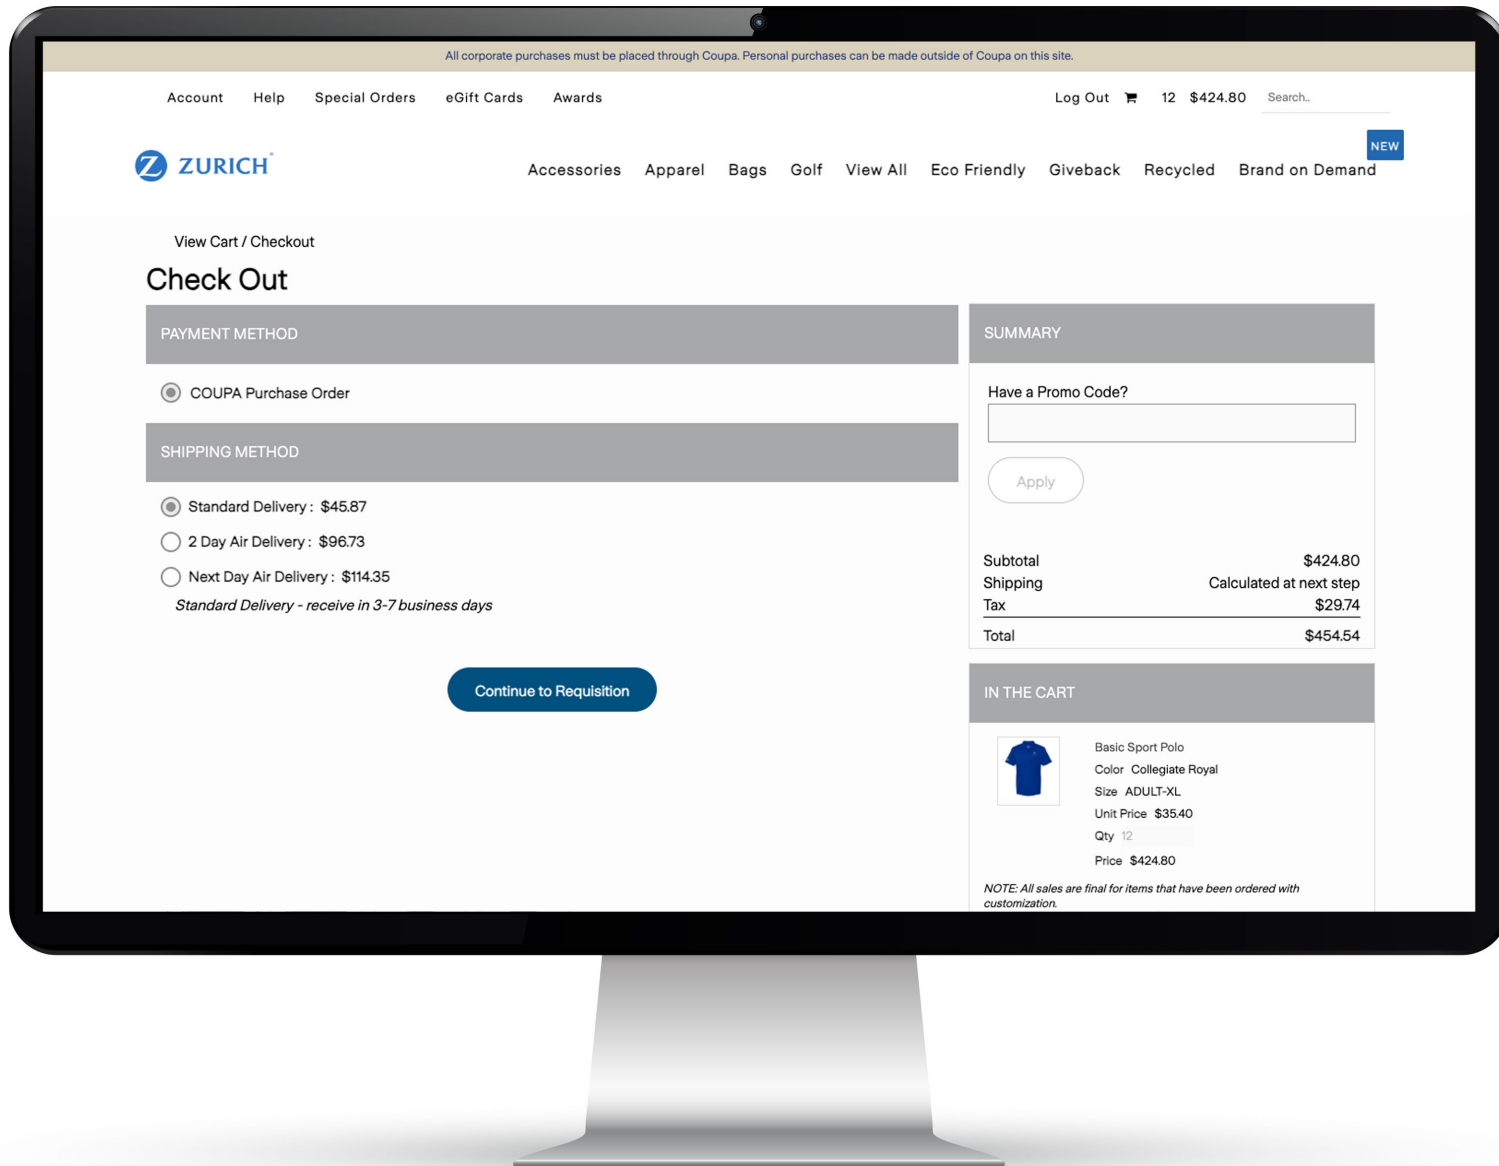 All corporate purchases must be placed through Coupa. Personal purchases can be made outside of Coupa on this site.
Account Help Special Orders eGift Cards Awards Log Out 12 $424.80 Search..
NEW
ZURICH
Accessories Apparel Bags Golf View All Eco Friendly Giveback Recycled Brand on Demand
View Cart / Checkout
Check Out
PAYMENT METHOD
COUPA Purchase Order
SHIPPING METHOD
Standard Delivery : $45.87
2 Day Air Delivery : $96.73
Next Day Air Delivery : $114.35
Standard Delivery - receive in 3-7 business days
Continue to Requisition
SUMMARY
Have a Promo Code?
Apply
Subtotal $424.80
Shipping Calculated at next step
Tax $29.74
Total $454.54
IN THE CART
Basic Sport Polo
Color Collegiate Royal
Size ADULT-XL
Unit Price $35.40
Qty 12
Price $424.80
NOTE: All sales are final for items that have been ordered with
customization.